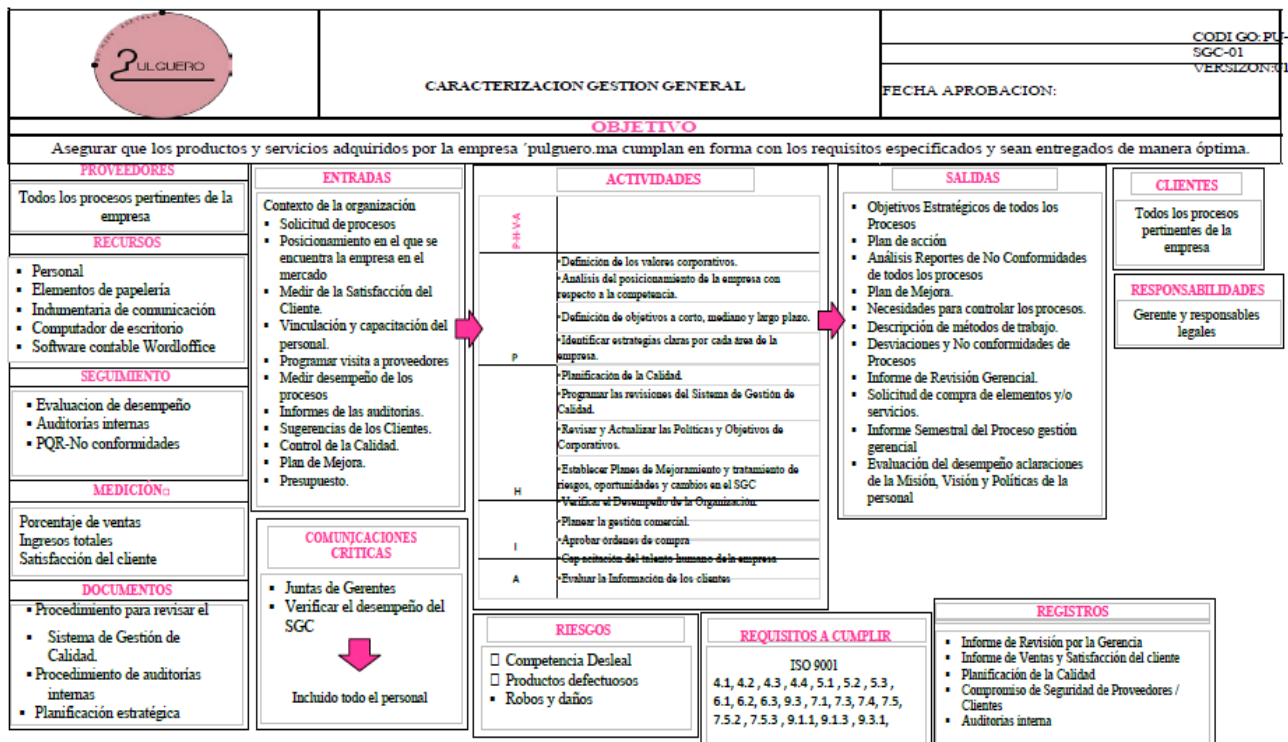 PULGUERO
CARACTERIZACION GESTION GENERAL
CODIGO: PU-
SGC-01
VERSIZON:01
FECHA APROBACION:
OBJETIVO
Asegurar que los productos y servicios adquiridos por la empresa ´pulguero.ma cumplan en forma con los requisitos especificados y sean entregados de manera óptima.
PROVEEDORES
Todos los procesos pertinentes de la
empresa
RECURSOS
▪ Personal
▪ Elementos de papelería
▪ Indumentaria de comunicación
▪ Computador de escritorio
▪ Software contable Wordloffice
SEGUIMIENTO
▪ Evaluacion de desempeño
▪ Auditorías internas
▪ PQR-No conformidades
MEDICIÓN□
Porcentaje de ventas
Ingresos totales
Satisfacción del cliente
DOCUMENTOS
▪ Procedimiento para revisar el
▪ Sistema de Gestión de
Calidad.
▪ Procedimiento de auditorías
internas
▪ Planificación estratégica
ENTRADAS
Contexto de la organización
▪ Solicitud de procesos
▪ Posicionamiento en el que se
encuentra la empresa en el
mercado
▪ Medir de la Satisfacción del
Cliente.
▪ Vinculación y capacitación del
personal.
▪ Programar visita a proveedores
▪ Medir desempeño de los
procesos
▪ Informes de las auditorias.
▪ Sugerencias de los Clientes.
▪ Control de la Calidad.
▪ Plan de Mejora.
▪ Presupuesto.
COMUNJCACIONES
CRÍTICAS
▪ Juntas de Gerentes
▪ Verificar el desempeño del
SGC
Incluido todo el personal
ACTIVIDADES
P-H-V-A
•Definición de los valores corporativos.
•Análisis del posicionamiento de la empresa con
respecto a la competencia.
•Definición de objetivos a corto, mediano y largo plazo.
•Identificar estrategias claras por cada área de la
P empresa.
•Planificación de la Calidad.
•Programar las revisiones del Sistema de Gestión de
Calidad.
•Revisar y Actualizar las Políticas y Objetivos de
Corporativos.
•Establecer Planes de Mejoramiento y tratamiento de
H riesgos, oportunidades y cambios en el SGC
•Verificar el Desempeño de la Organización.
•Planear la gestión comercial.
I •Aprobar órdenes de compra
•Capacitación del talento humano dela empresa
A •Evaluar la Información de los clientes
RIESGOS
□ Competencia Desleal
□ Productos defectuosos
▪ Robos y daños
SALIDAS
▪ Objetivos Estratégicos de todos los
Procesos
▪ Plan de acción
▪ Análisis Reportes de No Conformidades
de todos los procesos
▪ Plan de Mejora.
▪ Necesidades para controlar los procesos.
▪ Descripción de métodos de trabajo.
▪ Desviaciones y No conformidades de
Procesos
▪ Informe de Revisión Gerencial.
▪ Solicitud de compra de elementos y/o
servicios.
▪ Informe Semestral del Proceso gestión
gerencial
▪ Evaluación del desempeño aclaraciones
de la Misión, Visión y Políticas de la
personal
REQUISITOS A CUMPLIR
ISO 9001
4.1, 4.2 , 4.3 , 4.4 , 5.1 , 5.2 , 5.3 ,
6.1, 6.2, 6.3, 9.3 , 7.1, 7.3, 7.4, 7.5,
7.5.2 , 7.5.3 , 9.1.1, 9.1.3 , 9.3.1,
CLIENTES
Todos los procesos
pertinentes de la
empresa
RESPONSABILIDADES
Gerente y responsables
legales
REGISTROS
▪ Informe de Revisión por la Gerencia
▪ Informe de Ventas y Satisfacción del cliente
▪ Planificación de la Calidad
▪ Compromiso de Seguridad de Proveedores /
Clientes
▪ Auditorias interna